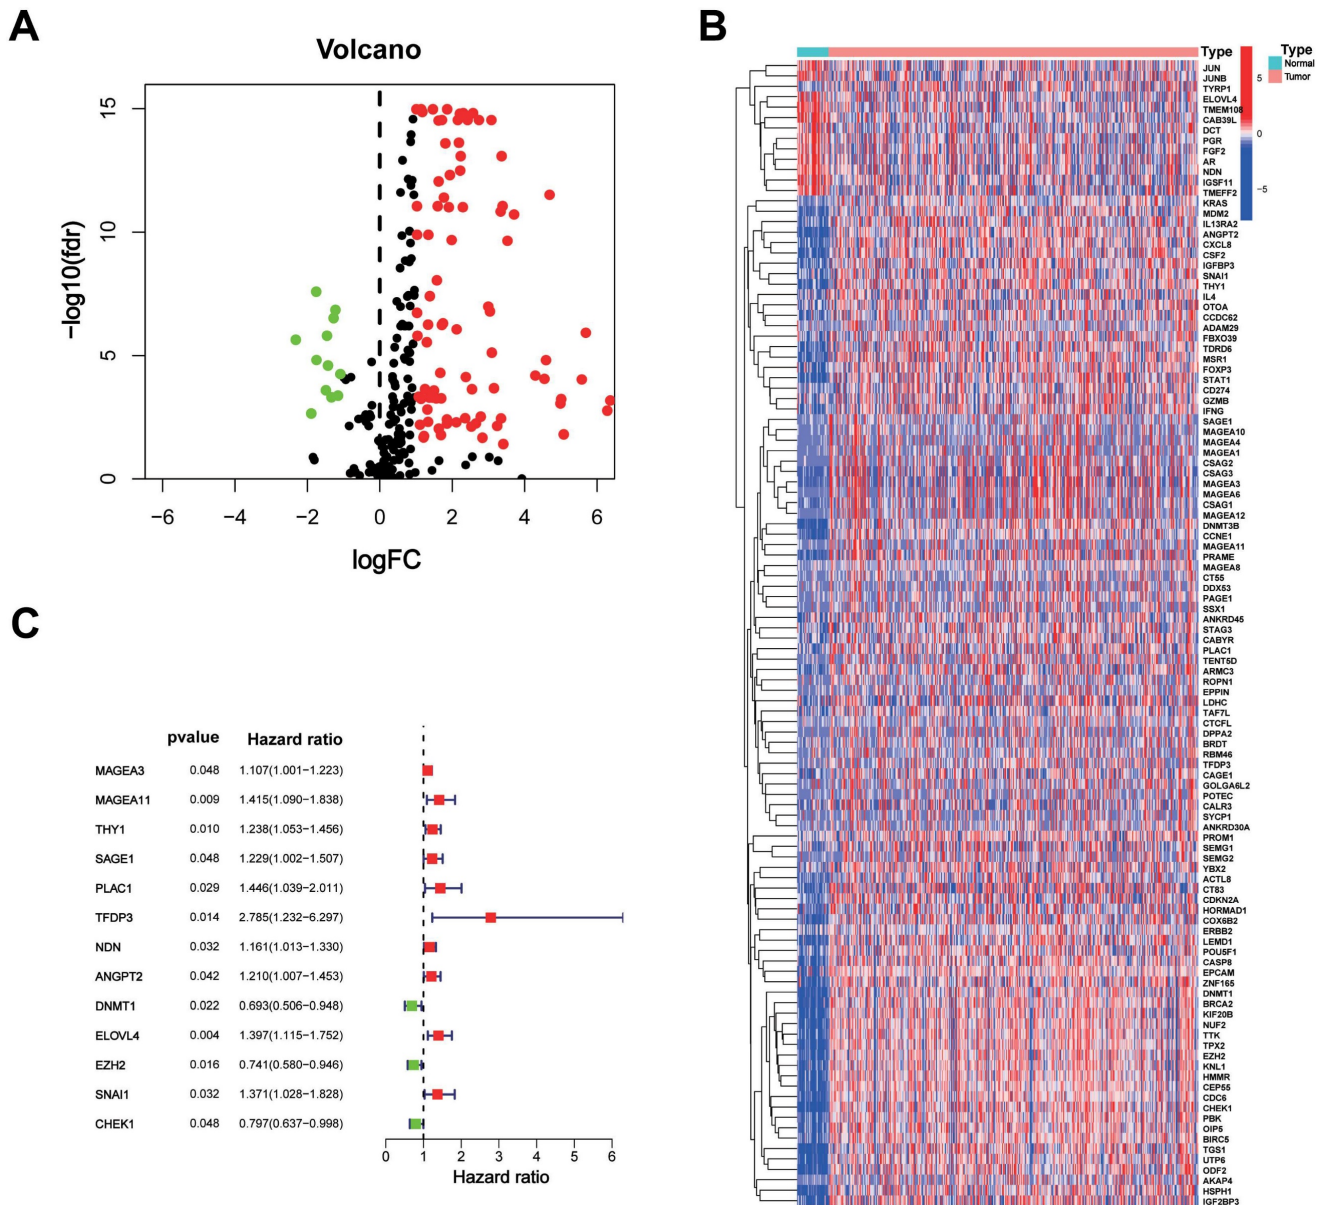 A
Volcano
−log10(fdr)
15
10
5
0
−6 −4 −2 0 2 4 6
logFC
B
Type
5
0
−5
Type
Normal
Tumor
JUN
JUNB
TYRP1
ELOVL4
TMEM108
CAB39L
DCT
PGR
FGF2
AR
NDN
IGSF11
TMEFF2
KRAS
MDM2
IL13RA2
ANGPT2
CXCL8
CSF2
IGFBP3
SNAI1
THY1
IL4
OTOA
CCDC62
ADAM29
FBXO39
TDRD6
MSR1
FOXP3
STAT1
CD274
GZMB
IFNG
SAGE1
MAGEA10
MAGEA4
MAGEA1
CSAG2
CSAG3
MAGEA3
MAGEA6
CSAG1
MAGEA12
DNMT3B
CCNE1
MAGEA11
PRAME
MAGEA8
CT55
DDX53
PAGE1
SSX1
ANKRD45
STAG3
CABYR
PLAC1
TENT5D
ARMC3
ROPN1
EPPIN
LDHC
TAF7L
CTCFL
DPPA2
BRDT
RBM46
TFDP3
CAGE1
GOLGA6L2
POTEC
CALR3
SYCP1
ANKRD30A
PROM1
SEMG1
SEMG2
YBX2
ACTL8
CT83
CDKN2A
HORMAD1
COX6B2
ERBB2
LEMD1
POU5F1
CASP8
EPCAM
ZNF165
DNMT1
BRCA2
KIF20B
NUF2
TTK
TPX2
EZH2
KNL1
HMMR
CEP55
CDC6
CHEK1
PBK
OIP5
BIRC5
TGS1
UTP6
ODF2
AKAP4
HSPH1
IGF2BP3
C
pvalue Hazard ratio
MAGEA3 0.048 1.107(1.001−1.223)
MAGEA11 0.009 1.415(1.090−1.838)
THY1 0.010 1.238(1.053−1.456)
SAGE1 0.048 1.229(1.002−1.507)
PLAC1 0.029 1.446(1.039−2.011)
TFDP3 0.014 2.785(1.232−6.297)
NDN 0.032 1.161(1.013−1.330)
ANGPT2 0.042 1.210(1.007−1.453)
DNMT1 0.022 0.693(0.506−0.948)
ELOVL4 0.004 1.397(1.115−1.752)
EZH2 0.016 0.741(0.580−0.946)
SNAI1 0.032 1.371(1.028−1.828)
CHEK1 0.048 0.797(0.637−0.998)
0 1 2 3 4 5 6
Hazard ratio